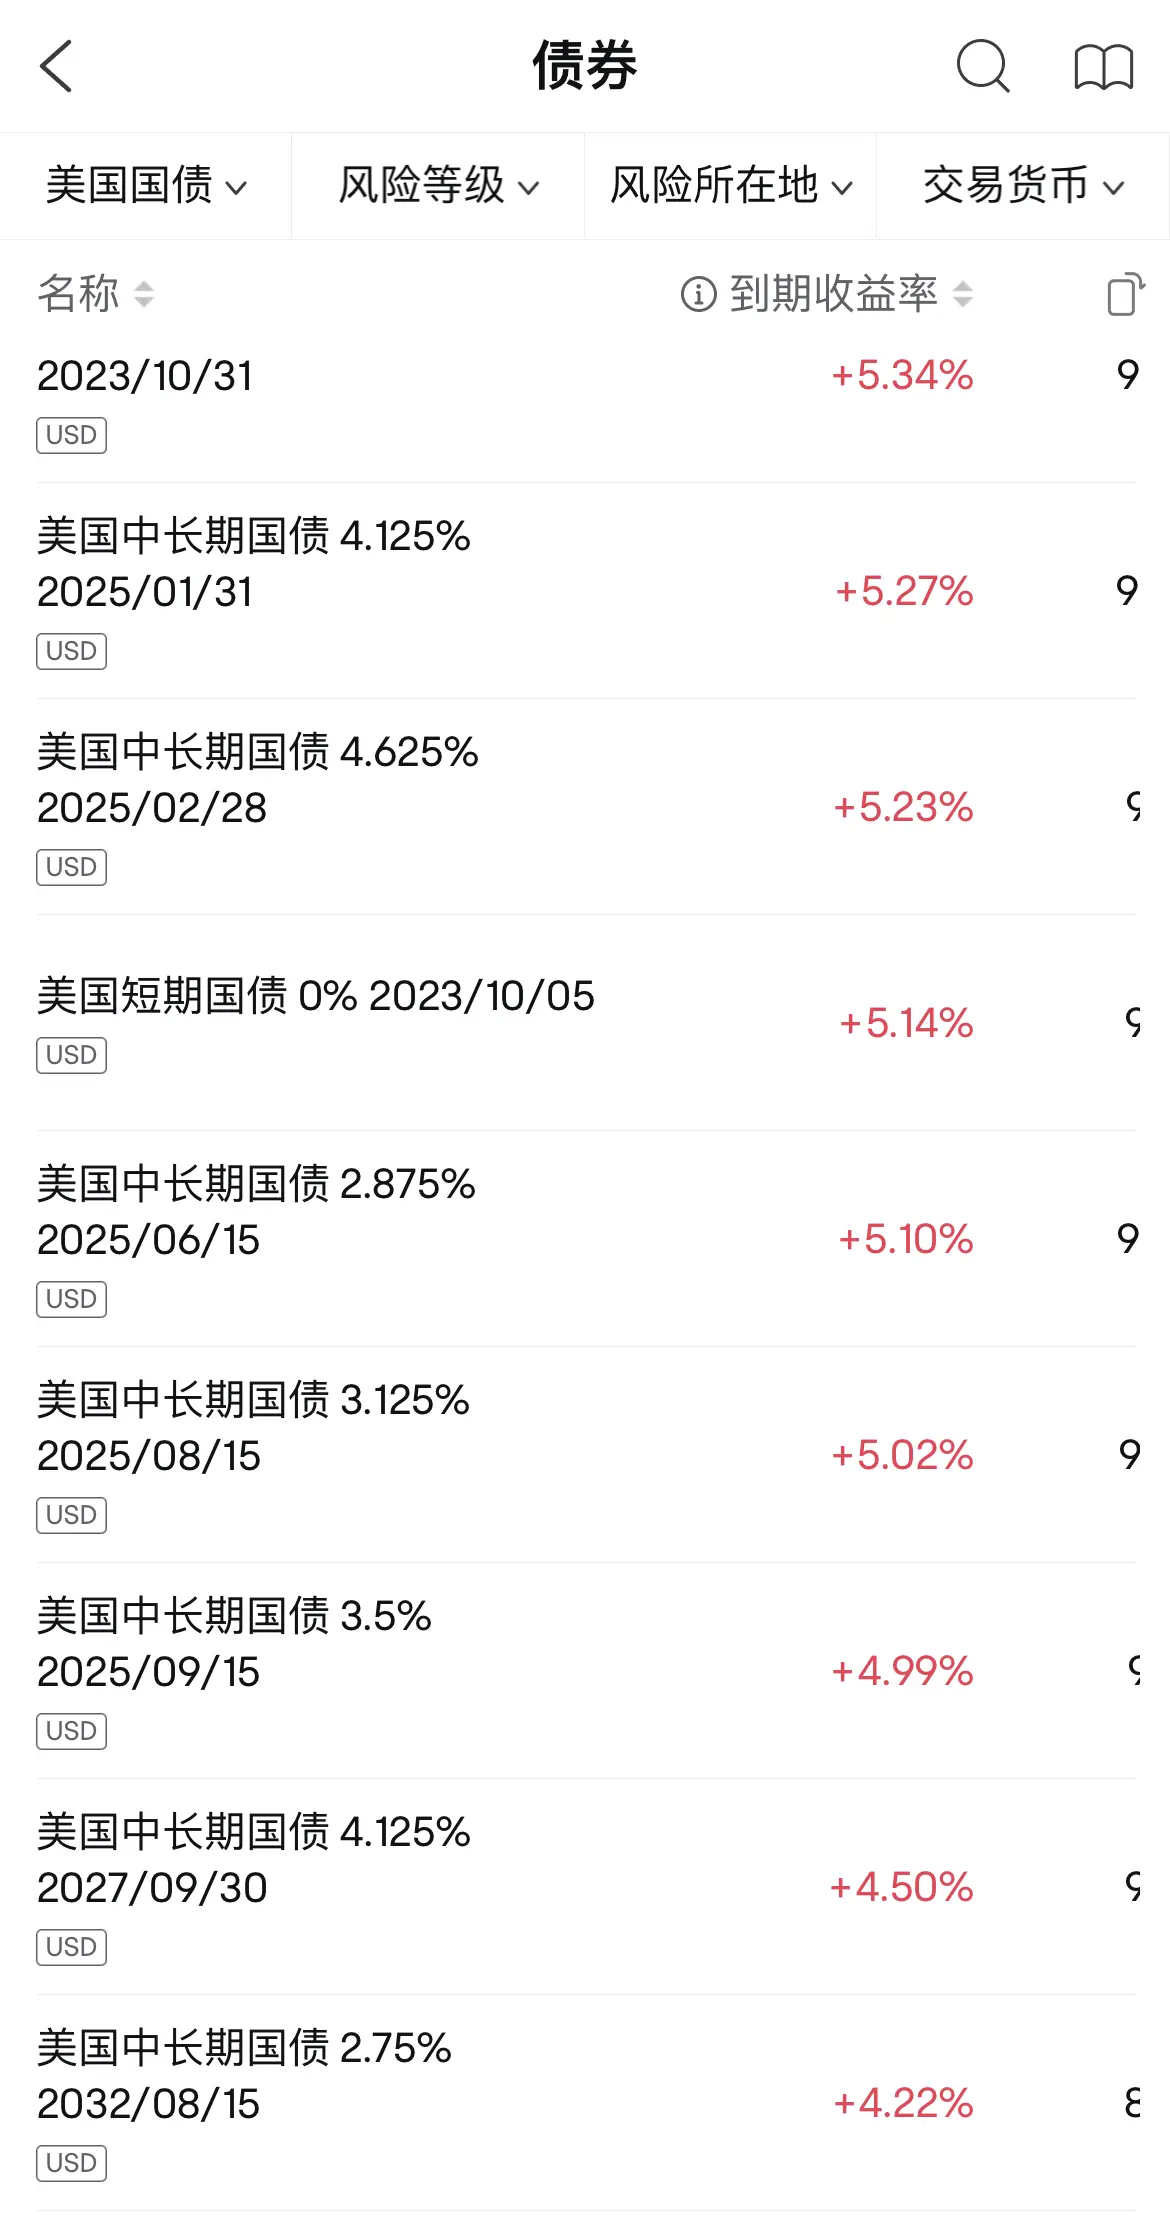 债券
美国国债 风险等级 风险所在地 交易货币
名称 到期收益率
2023/10/31 +5.34% 9
USD
美国中长期国债 4.125%
2025/01/31 +5.27% 9
USD
美国中长期国债 4.625%
2025/02/28 +5.23% 9
USD
美国短期国债 0% 2023/10/05
+5.14% 9
USD
美国中长期国债 2.875%
2025/06/15 +5.10% 9
USD
美国中长期国债 3.125%
2025/08/15 +5.02% 9
USD
美国中长期国债 3.5%
2025/09/15 +4.99% 9
USD
美国中长期国债 4.125%
2027/09/30 +4.50% 9
USD
美国中长期国债 2.75%
2032/08/15 +4.22% 8
USD